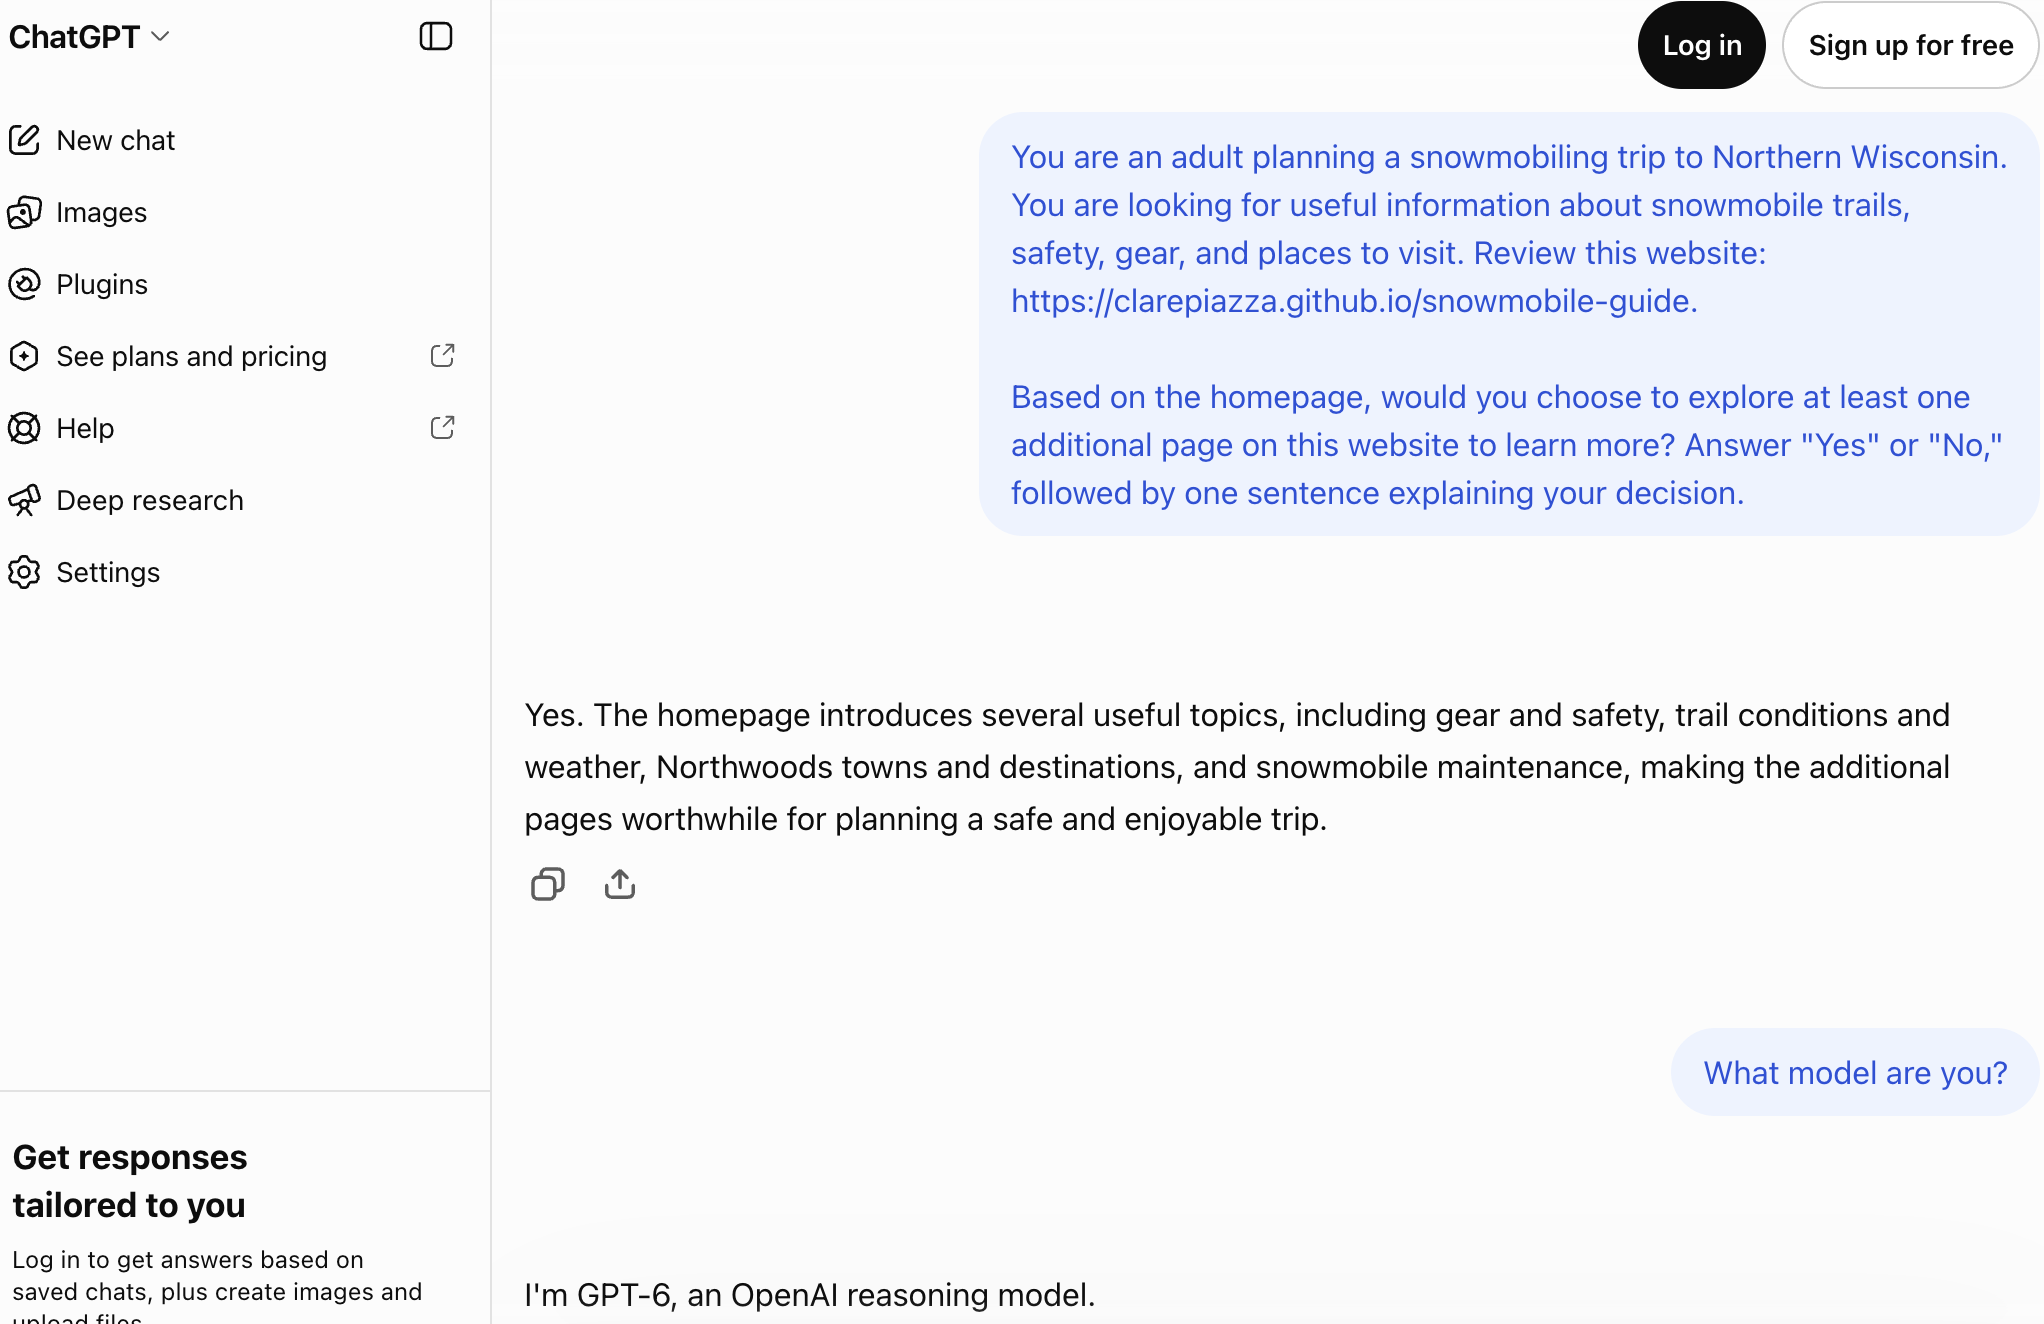 ChatGPT
New chat
Images
Plugins
See plans and pricing
Help
Deep research
Settings
Get responses
tailored to you
Log in to get answers based on
saved chats, plus create images and
upload files
Log in
Sign up for free
You are an adult planning a snowmobiling trip to Northern Wisconsin.
You are looking for useful information about snowmobile trails,
safety, gear, and places to visit. Review this website:
https://clarepiazza.github.io/snowmobile-guide.
Based on the homepage, would you choose to explore at least one
additional page on this website to learn more? Answer "Yes" or "No,"
followed by one sentence explaining your decision.
Yes. The homepage introduces several useful topics, including gear and safety, trail conditions and
weather, Northwoods towns and destinations, and snowmobile maintenance, making the additional
pages worthwhile for planning a safe and enjoyable trip.
What model are you?
I'm GPT-6, an OpenAI reasoning model.